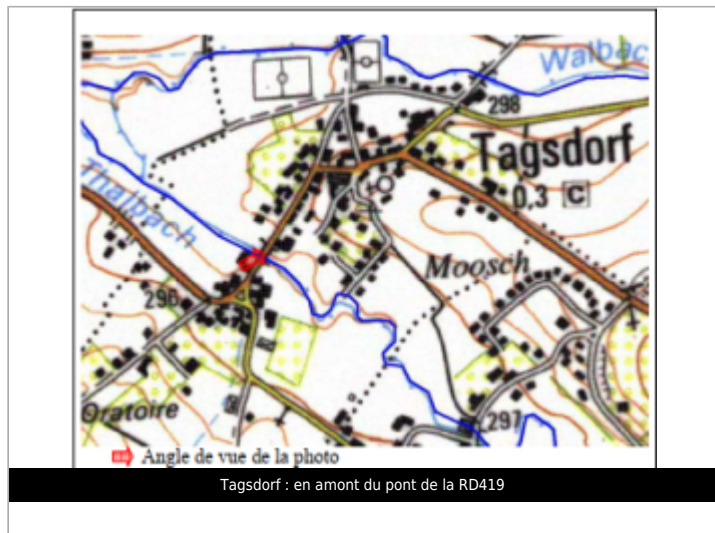 Walbac
298
Tagsdorf
0,3 C
Thalbach
Moosch
296
Oratoire
297
Angle de vue de la photo
Tagsdorf : en amont du pont de la RD419